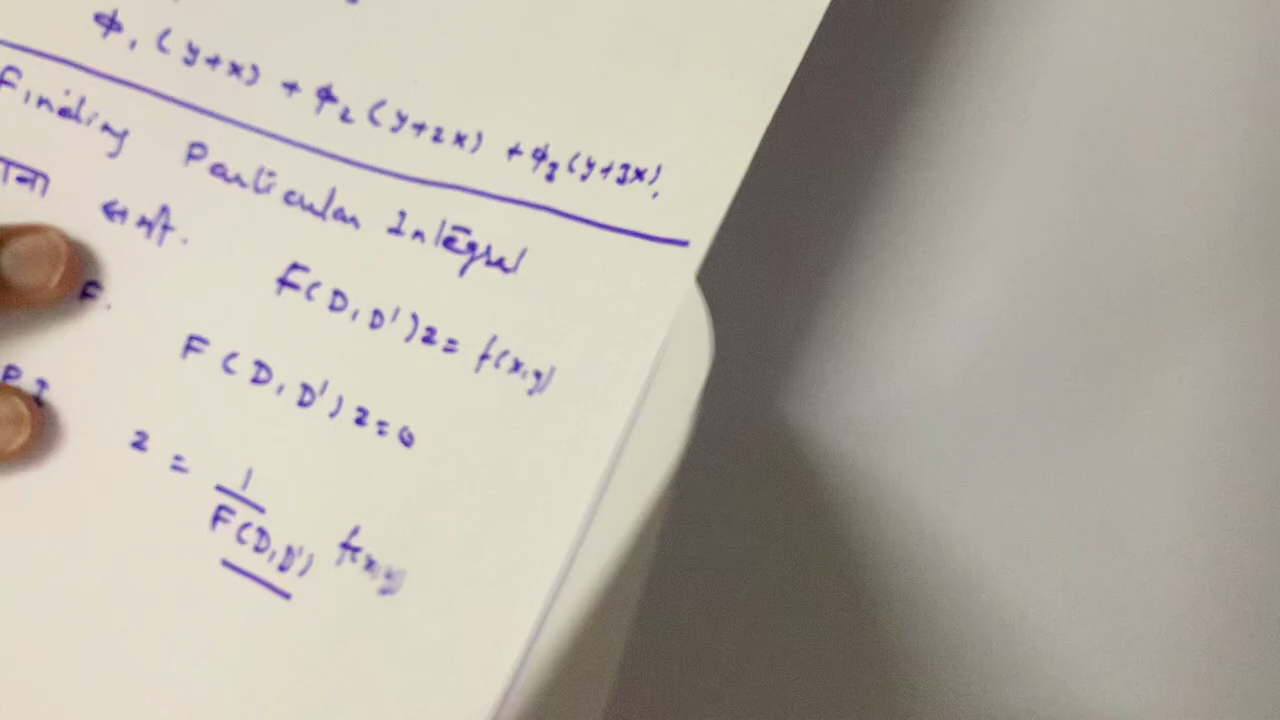 ϕ₁ (y+x) + ϕ₂ (y+2x) + ϕ₃ (y+3x).
Finding Particular Integral
F(D, D') z = f(x, y)
F.
F (D, D') z = 0
P.I
z = 1/F(D, D') f(x, y)